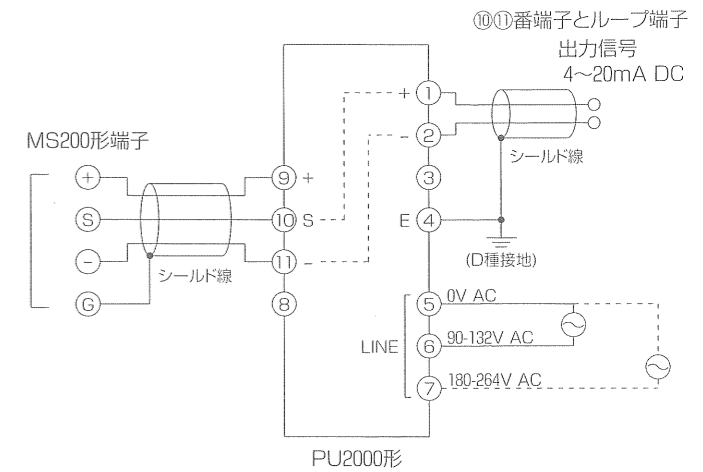 ⑩⑪番端子とループ端子
出力信号
4〜20mA DC
MS200形端子
+ ①
- ②
シールド線
+ ⑨ + ③
S ⑩ S E ④
- ⑪ -
(D種接地)
シールド線
G ⑧
⑤ 0V AC
LINE ⑥ 90-132V AC
⑦ 180-264V AC
PU2000形